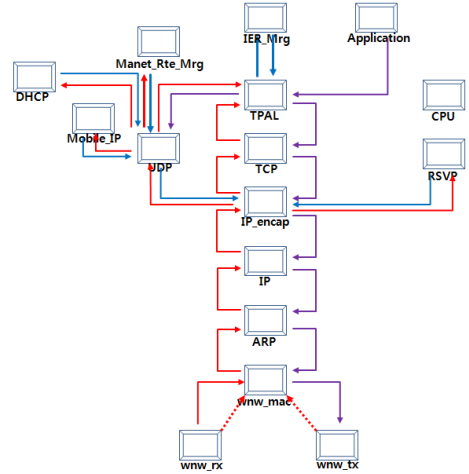 IER_Mrg
Application
Manet_Rte_Mrg
DHCP
TPAL
CPU
Mobile_IP
UDP
TCP
RSVP
IP_encap
IP
ARP
wnw_mac
wnw_rx
wnw_tx